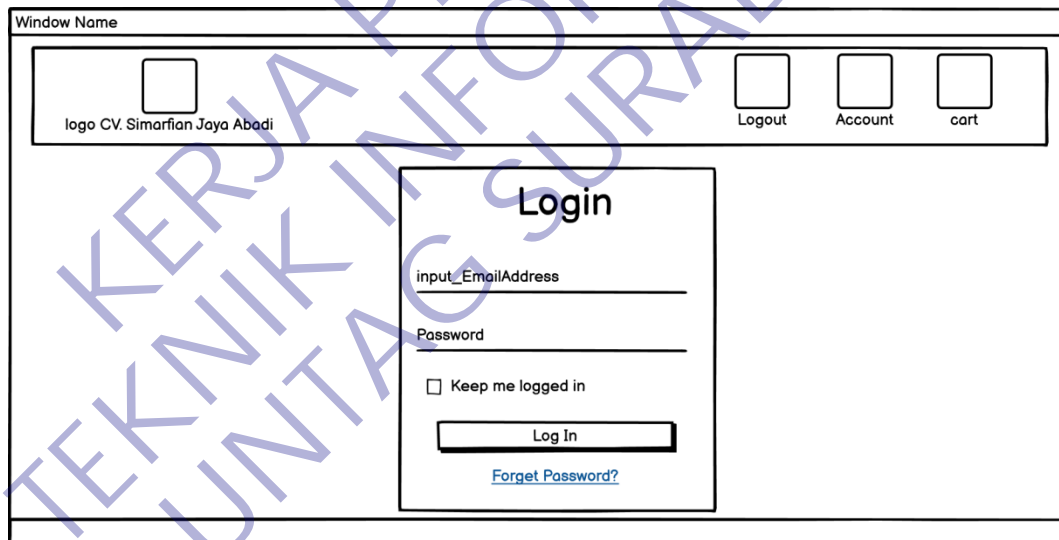 Window Name
logo CV. Simarfian Jaya Abadi
Logout
Account
cart
Login
input_EmailAddress
Password
Keep me logged in
Log In
Forget Password?
KERJA
TEKNIK
UNTAG